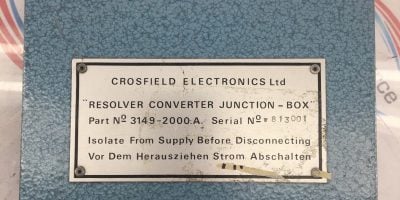 CROSFIELD ELECTRONICS Ltd
"RESOLVER CONVERTER JUNCTION-BOX"
Part Nº 3149-2000.A. Serial Nº # 813001
Isolate From Supply Before Disconnecting
Vor Dem Herausziehen Strom Abschalten